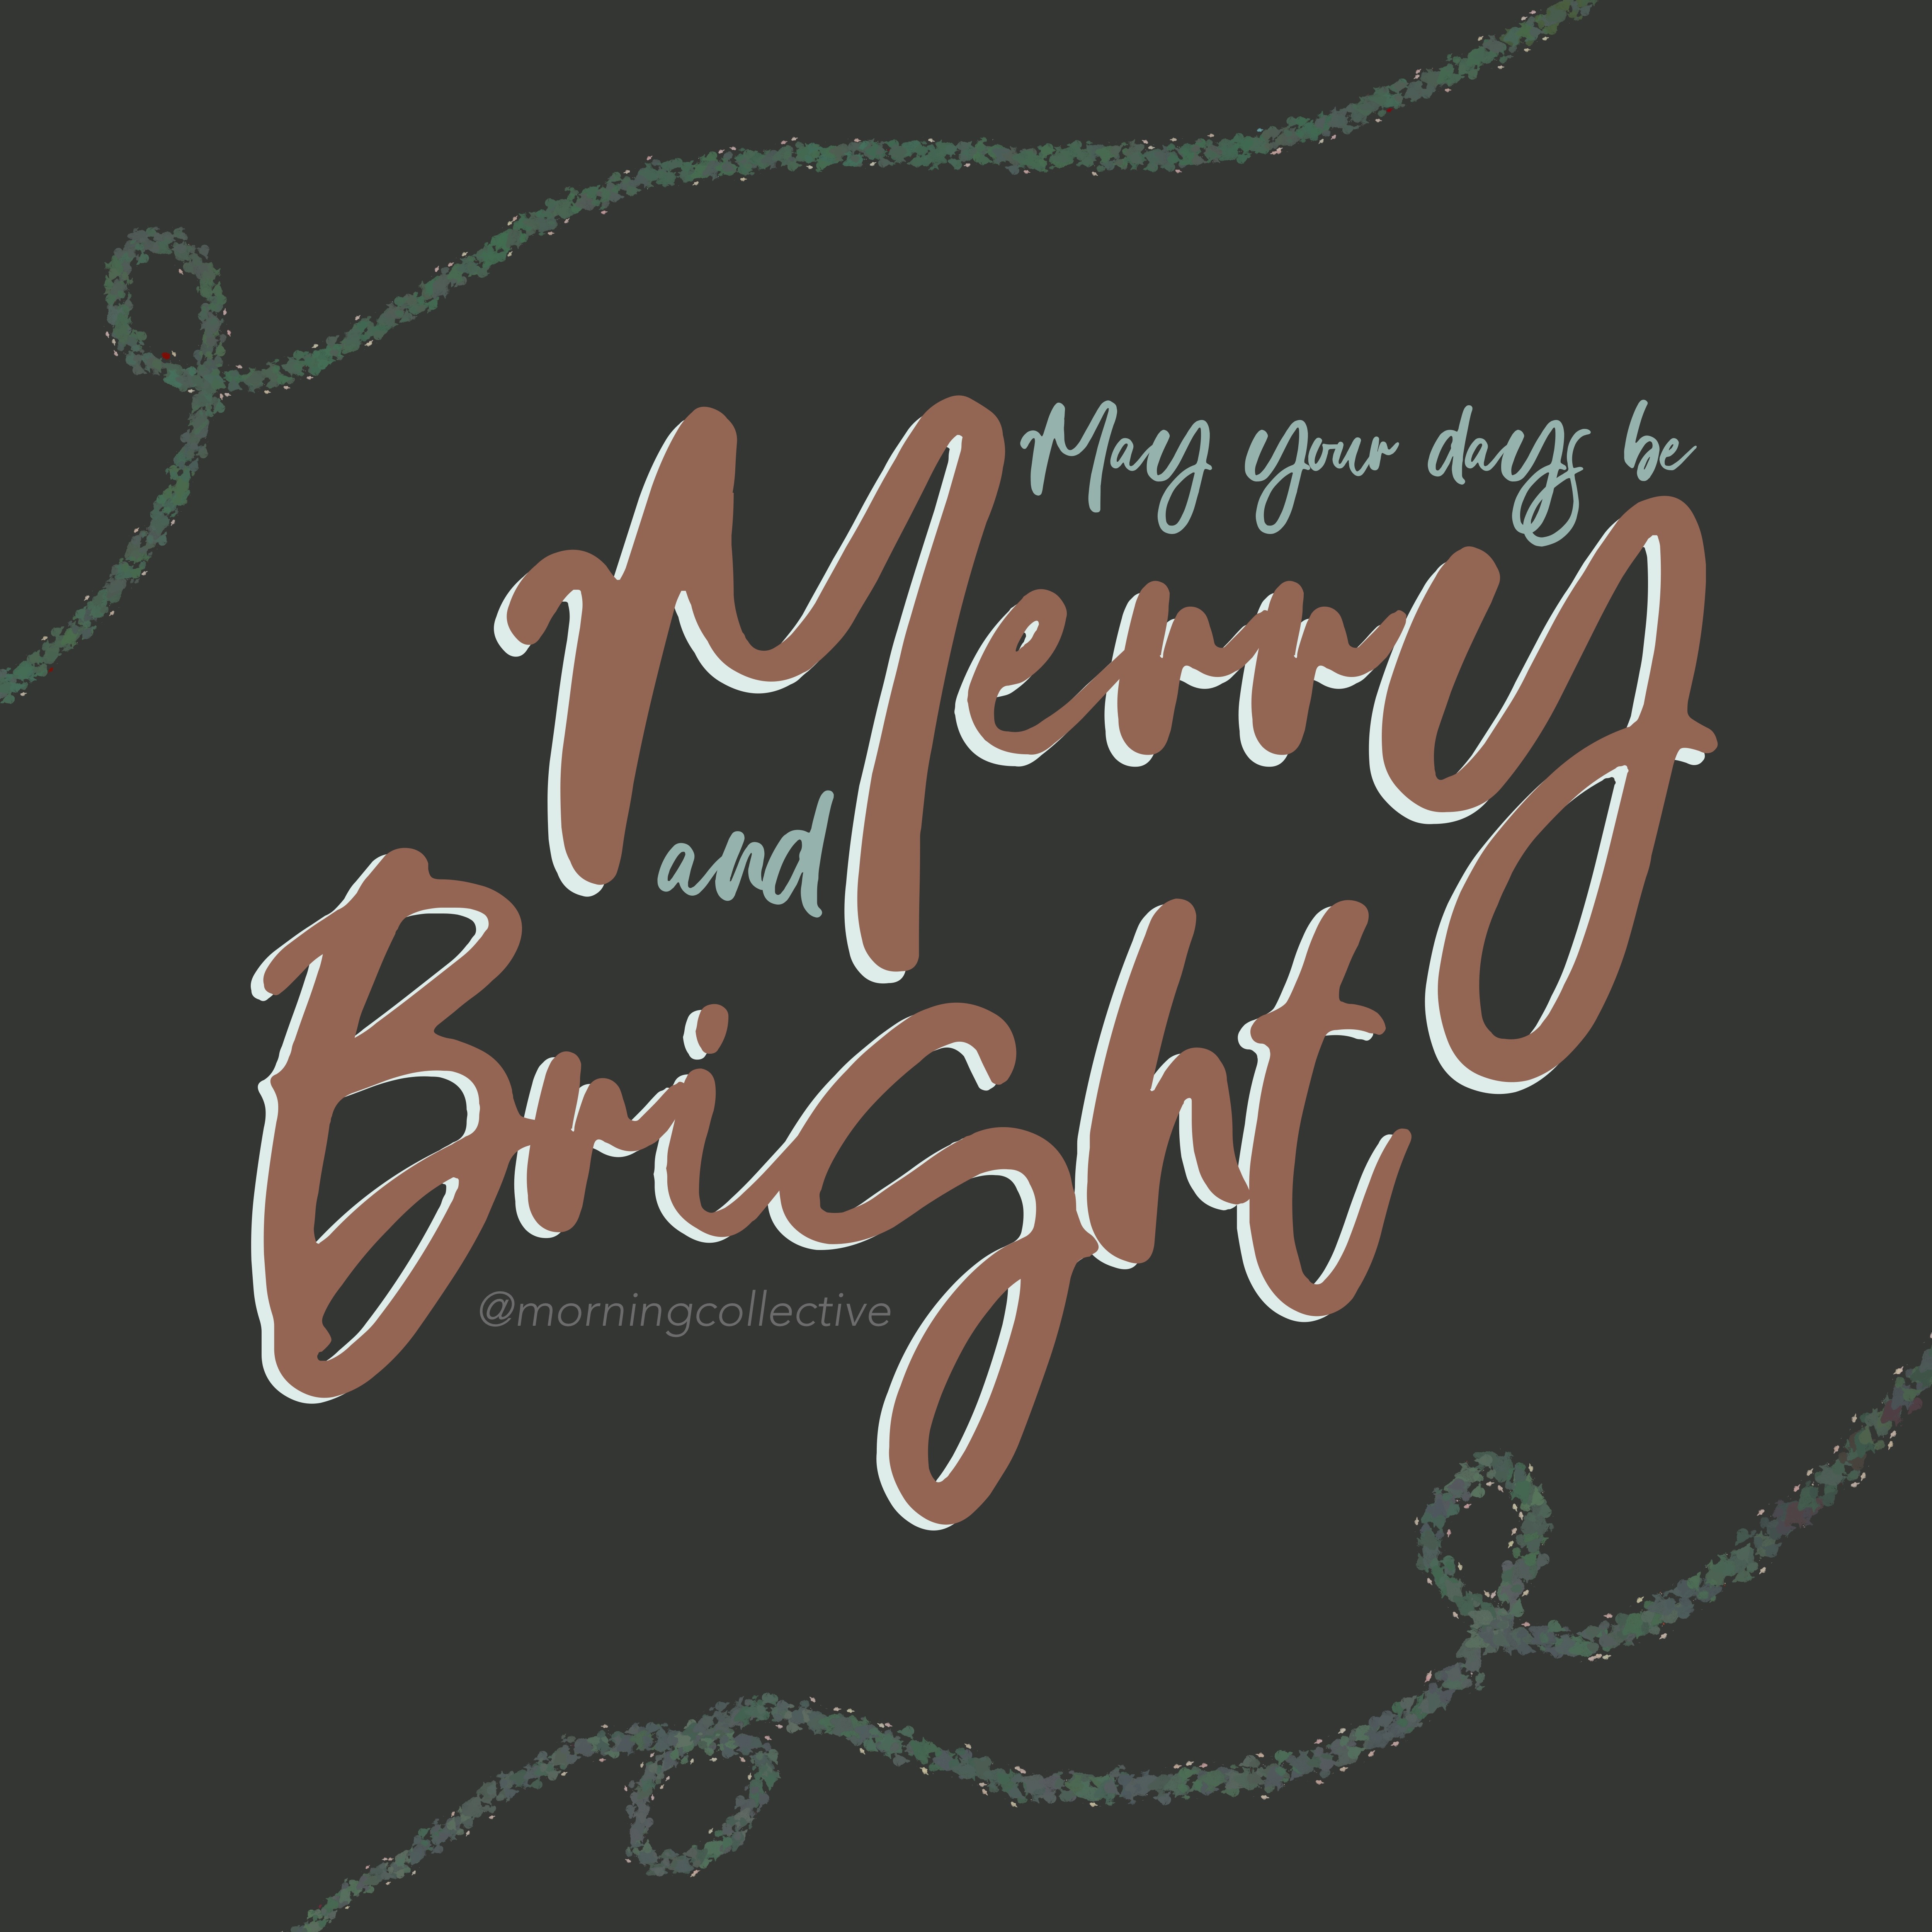 May your days be
Merry
and
Bright
@morningcollective